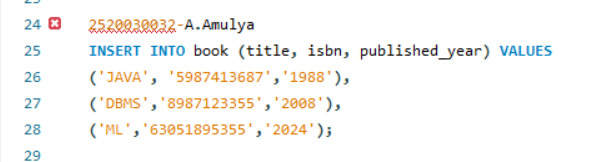 24 2520030032-A.Amulya
25 INSERT INTO book (title, isbn, published_year) VALUES
26 ('JAVA', '5987413687','1988'),
27 ('DBMS','8987123355','2008'),
28 ('ML','63051895355','2024');
29